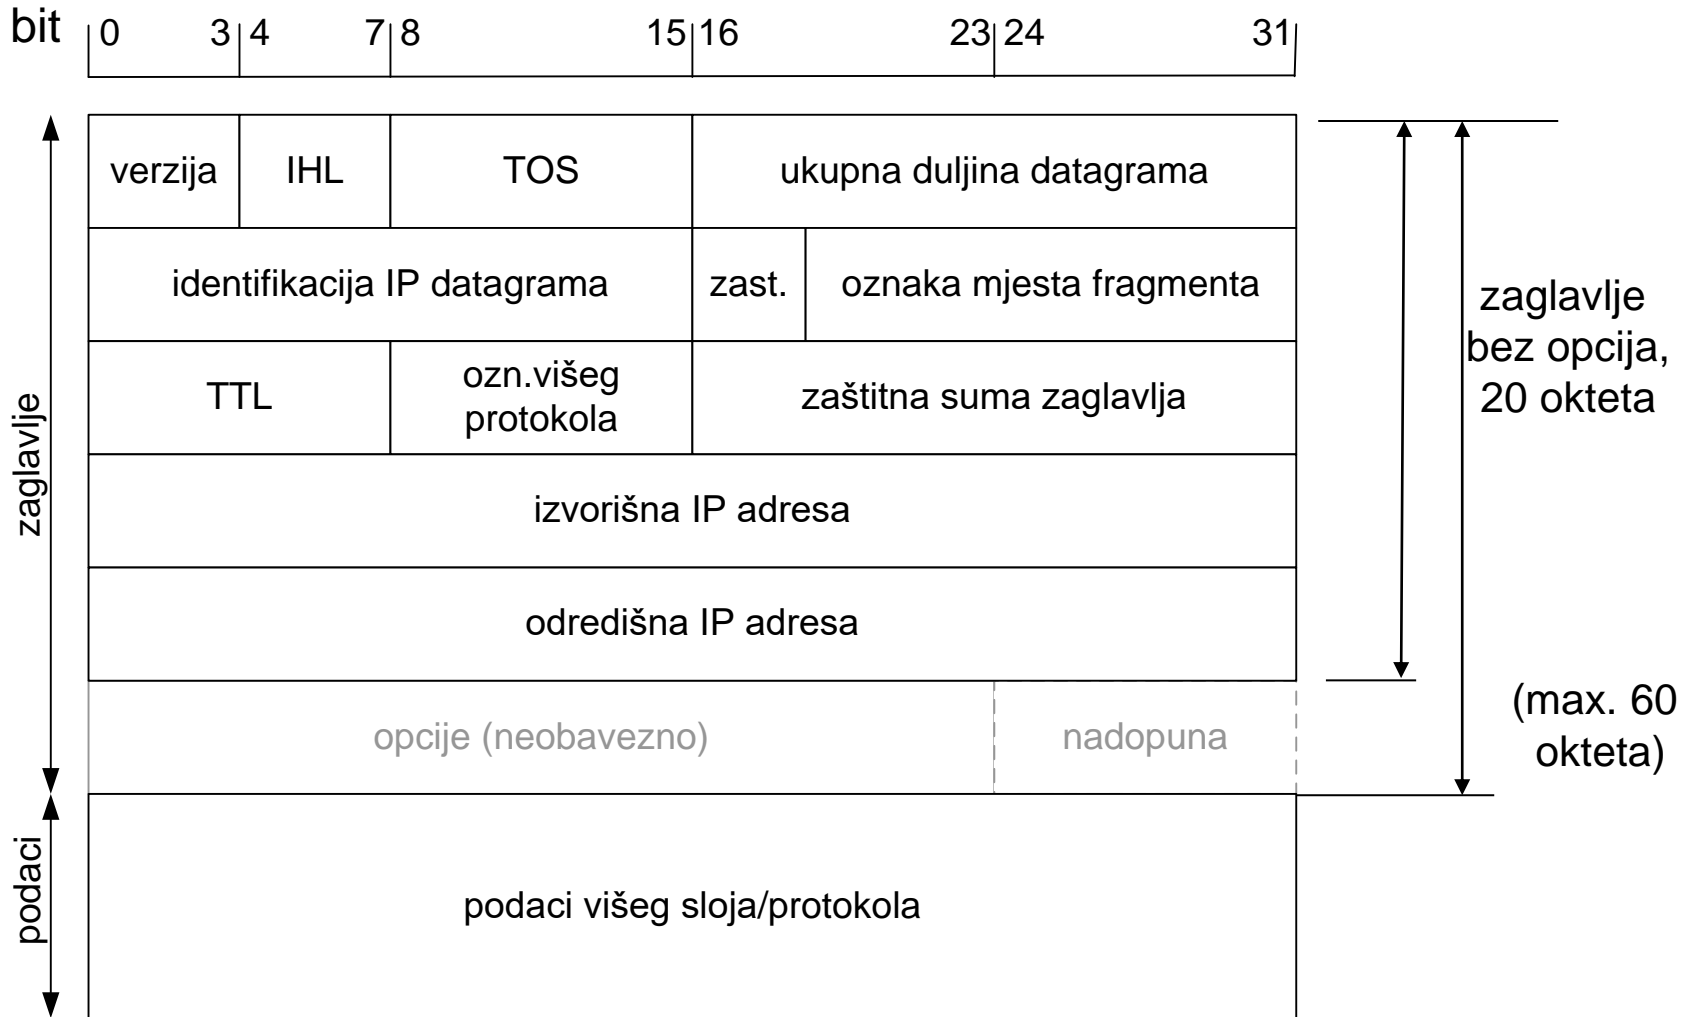 bit 0 3 4 7 8 15 16 23 24 31
verzija IHL TOS ukupna duljina datagrama
identifikacija IP datagrama zast. oznaka mjesta fragmenta
TTL ozn.višeg
protokola zaštitna suma zaglavlja
izvorišna IP adresa
odredišna IP adresa
opcije (neobavezno) nadopuna
podaci višeg sloja/protokola
zaglavlje
podaci
zaglavlje
bez opcija,
20 okteta
(max. 60
okteta)